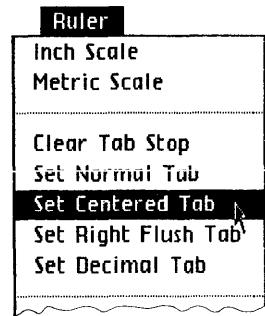 Ruler
Inch Scale
Metric Scale
Clear Tab Stop
Set Normal Tab
Set Centered Tab
Set Right Flush Tab
Set Decimal Tab